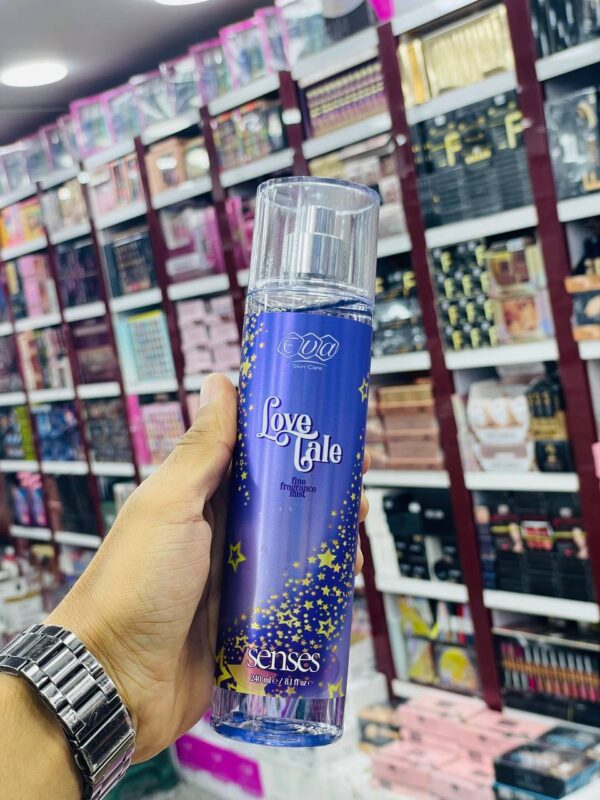 eva
Skin Care
Love
Tale
fine
fragrance
mist
senses
240 ml e / 8.1 fl oz e